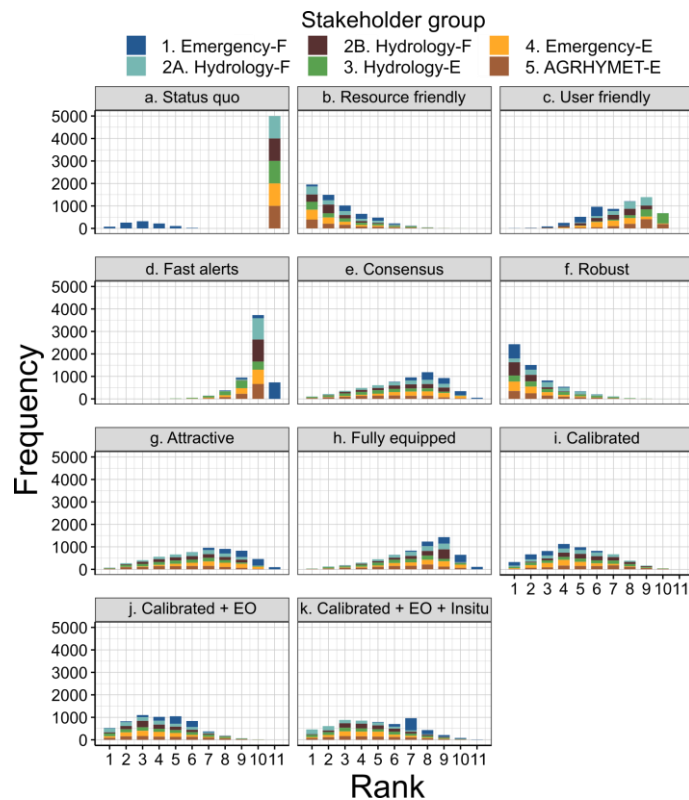 Stakeholder group
1. Emergency-F 2B. Hydrology-F 4. Emergency-E
2A. Hydrology-F 3. Hydrology-E 5. AGRHYMET-E
a. Status quo b. Resource friendly c. User friendly
5000
4000
3000
2000
1000
0
d. Fast alerts e. Consensus f. Robust
5000
4000
3000
2000
1000
0
Frequency
g. Attractive h. Fully equipped i. Calibrated
5000
4000
3000
2000
1000
0
1 2 3 4 5 6 7 8 9 10 11
j. Calibrated + EO k. Calibrated + EO + Insitu
5000
4000
3000
2000
1000
0
1 2 3 4 5 6 7 8 9 10 11 1 2 3 4 5 6 7 8 9 10 11
Rank